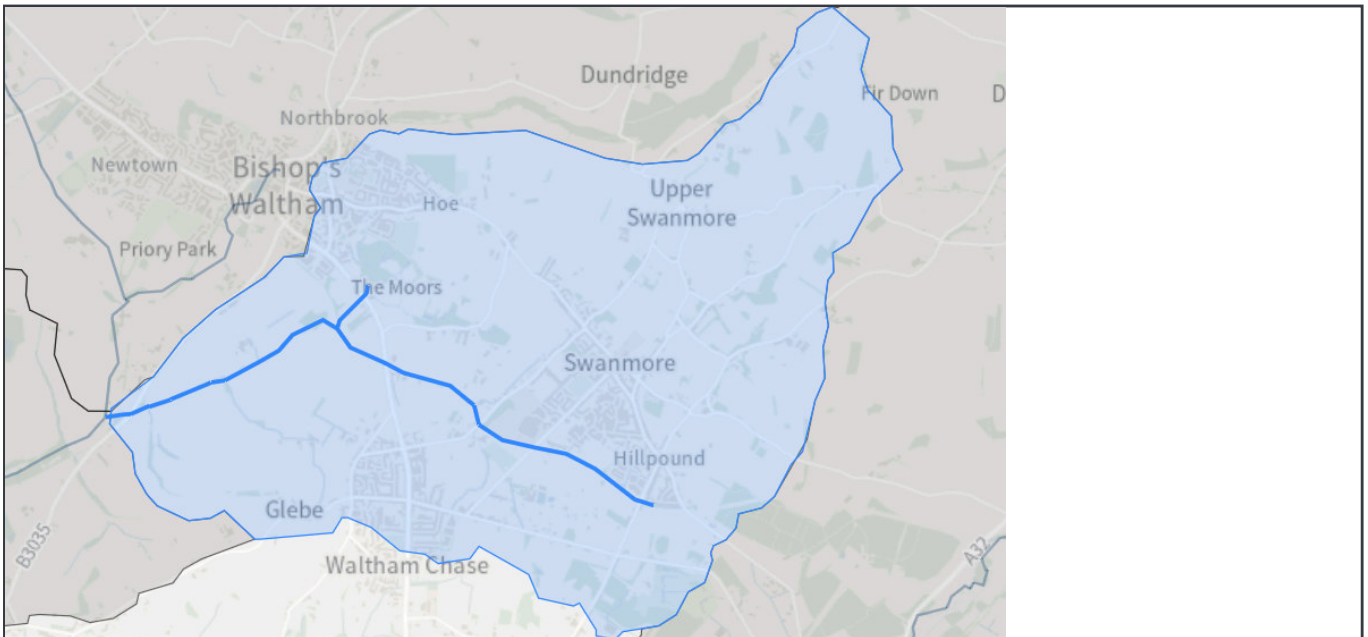 Dundridge
Fir Down
D
Northbrook
Newtown
Bishop's
Waltham
Hoe
Upper
Swanmore
Priory Park
The Moors
Swanmore
Hillpound
Glebe
B3035
Waltham Chase
A32